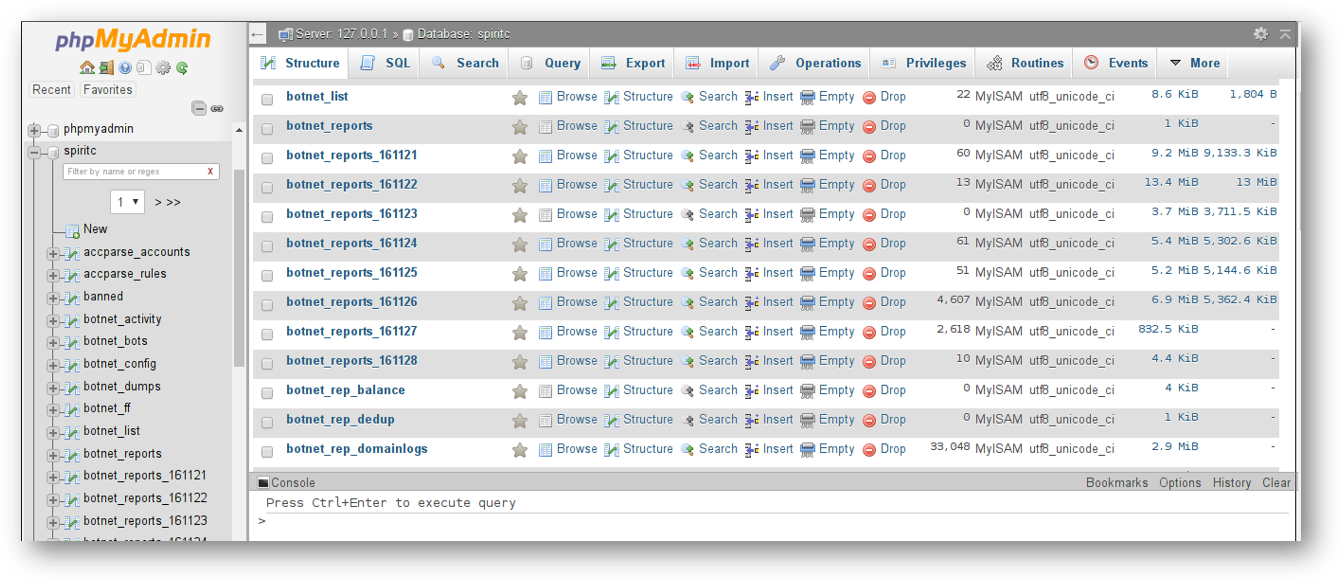 phpMyAdmin
Recent Favorites
phpmyadmin
spiritc
Filter by name or regex X
1 > >>
New
accparse_accounts
accparse_rules
banned
botnet_activity
botnet_bots
botnet_config
botnet_dumps
botnet_ff
botnet_list
botnet_reports
botnet_reports_161121
botnet_reports_161122
botnet_reports_161123
botnet_reports_161124
Server: 127.0.0.1 » Database: spiritc
Structure SQL Search Query Export Import Operations Privileges Routines Events More
botnet_list Browse Structure Search Insert Empty Drop 22 MyISAM utf8_unicode_ci 8.6 KiB 1,804 B
botnet_reports Browse Structure Search Insert Empty Drop 0 MyISAM utf8_unicode_ci 1 KiB -
botnet_reports_161121 Browse Structure Search Insert Empty Drop 60 MyISAM utf8_unicode_ci 9.2 MiB 9,133.3 KiB
botnet_reports_161122 Browse Structure Search Insert Empty Drop 13 MyISAM utf8_unicode_ci 13.4 MiB 13 MiB
botnet_reports_161123 Browse Structure Search Insert Empty Drop 0 MyISAM utf8_unicode_ci 3.7 MiB 3,711.5 KiB
botnet_reports_161124 Browse Structure Search Insert Empty Drop 61 MyISAM utf8_unicode_ci 5.4 MiB 5,302.6 KiB
botnet_reports_161125 Browse Structure Search Insert Empty Drop 51 MyISAM utf8_unicode_ci 5.2 MiB 5,144.6 KiB
botnet_reports_161126 Browse Structure Search Insert Empty Drop 4,607 MyISAM utf8_unicode_ci 6.9 MiB 5,362.4 KiB
botnet_reports_161127 Browse Structure Search Insert Empty Drop 2,618 MyISAM utf8_unicode_ci 832.5 KiB -
botnet_reports_161128 Browse Structure Search Insert Empty Drop 10 MyISAM utf8_unicode_ci 4.4 KiB -
botnet_rep_balance Browse Structure Search Insert Empty Drop 0 MyISAM utf8_unicode_ci 4 KiB -
botnet_rep_dedup Browse Structure Search Insert Empty Drop 0 MyISAM utf8_unicode_ci 1 KiB -
botnet_rep_domainlogs Browse Structure Search Insert Empty Drop 33,048 MyISAM utf8_unicode_ci 2.9 MiB -
Console Bookmarks Options History Clear
Press Ctrl+Enter to execute query
>